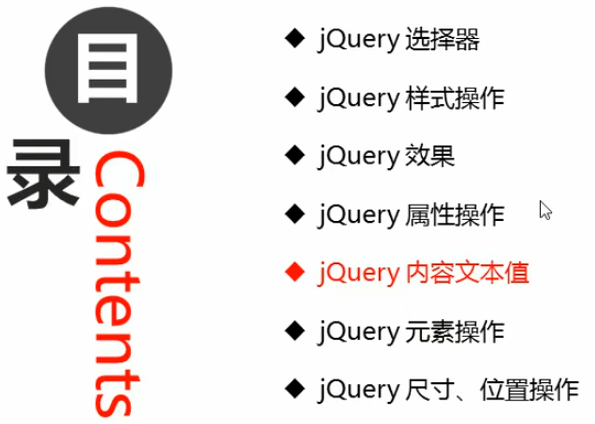 目录
Contents
◆ jQuery 选择器
◆ jQuery 样式操作
◆ jQuery 效果
◆ jQuery 属性操作
◆ jQuery 内容文本值
◆ jQuery 元素操作
◆ jQuery 尺寸、位置操作